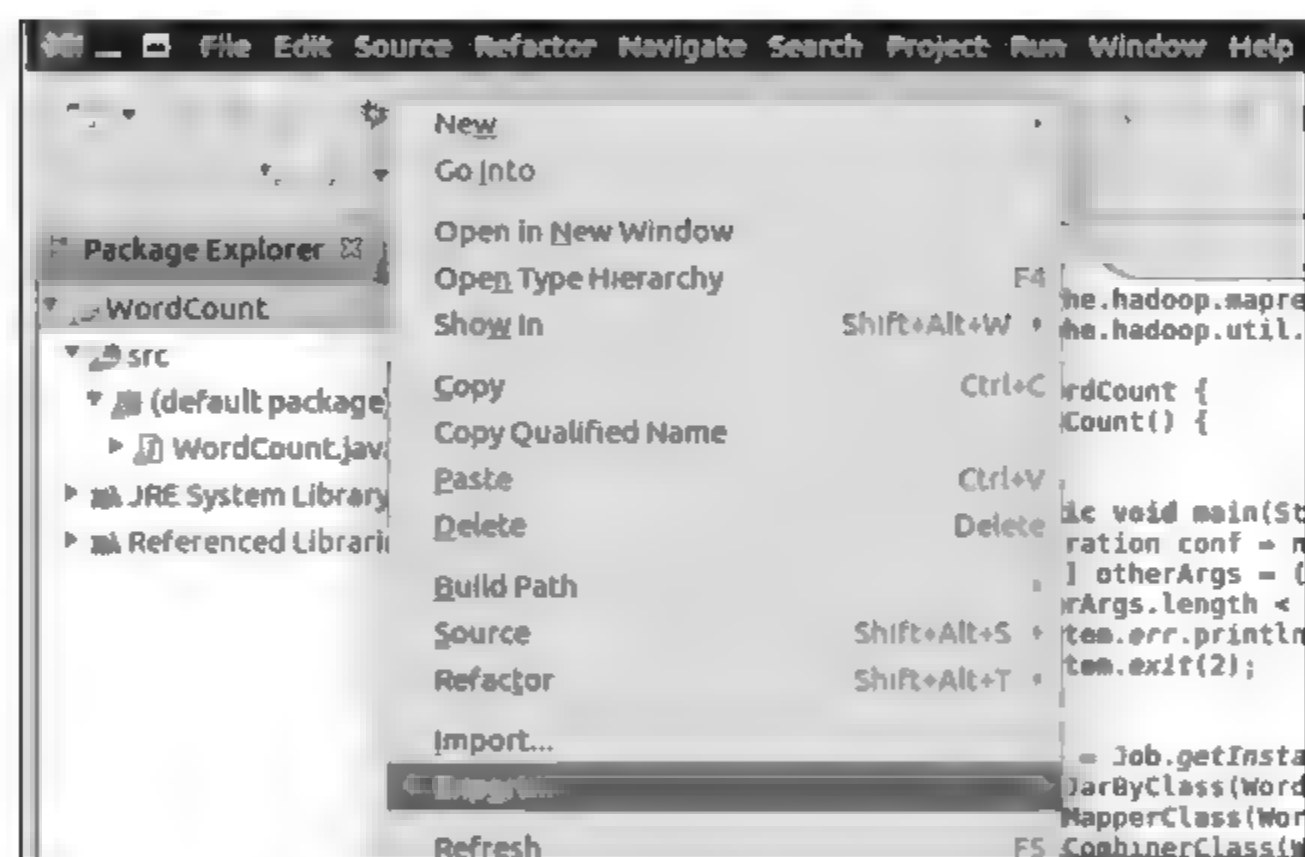 File Edit Source Refactor Navigate Search Project Run Window Help
New
Go Into
Package Explorer
Open in New Window
Open Type Hierarchy F4
WordCount
he.hadoop.mapre
Show In Shift+Alt+W
he.hadoop.util.
src
Copy Ctrl+C
rdCount {
(default package)
Count() {
Copy Qualified Name
WordCount.jav
Paste Ctrl+V
JRE System Library
ic void main(St
Delete Delete
Referenced Librari
ration conf = n
] otherArgs = (
Build Path
rArgs.length <
Source Shift+Alt+S
tem.err.println
tem.exit(2);
Refactor Shift+Alt+T
Import...
= Job.getInsta
JarByClass(Word
MapperClass(Wor
Refresh F5
CombinerClass(W